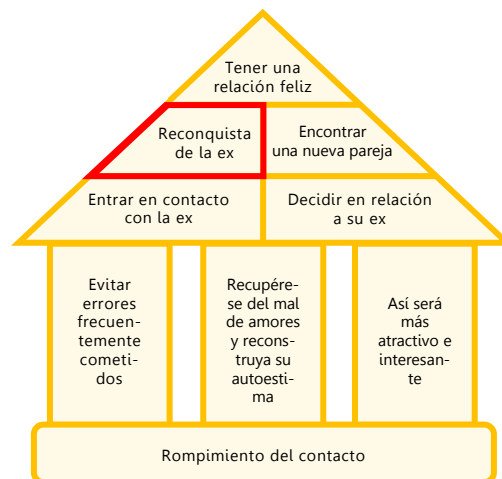 Tener una
relación feliz
Reconquista
de la ex
Encontrar
una nueva pareja
Entrar en contacto
con la ex
Decidir en relación
a su ex
Evitar
errores
frecuen-
temente
cometi-
dos
Recupére-
se del mal
de amores
y recons-
truya su
autoesti-
ma
Así será
más
atractivo e
interesan-
te
Rompimiento del contacto